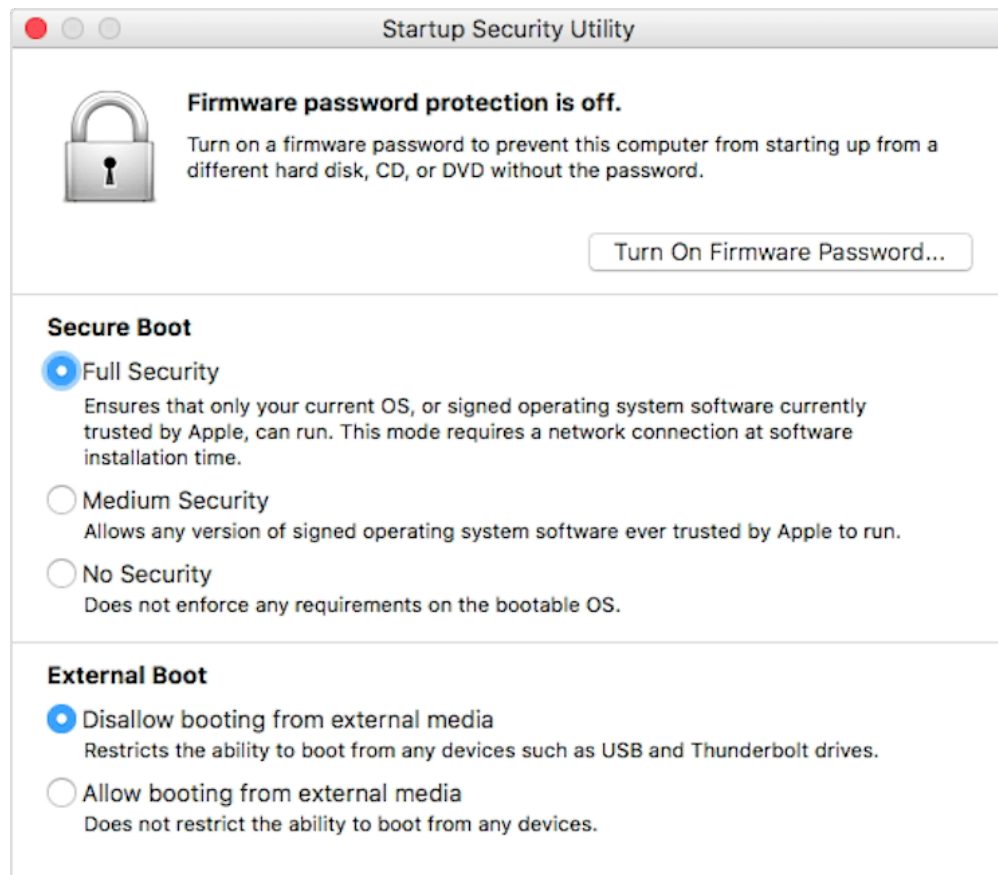 Startup Security Utility
Firmware password protection is off.
Turn on a firmware password to prevent this computer from starting up from a
different hard disk, CD, or DVD without the password.
Turn On Firmware Password...
Secure Boot
Full Security
Ensures that only your current OS, or signed operating system software currently
trusted by Apple, can run. This mode requires a network connection at software
installation time.
Medium Security
Allows any version of signed operating system software ever trusted by Apple to run.
No Security
Does not enforce any requirements on the bootable OS.
External Boot
Disallow booting from external media
Restricts the ability to boot from any devices such as USB and Thunderbolt drives.
Allow booting from external media
Does not restrict the ability to boot from any devices.